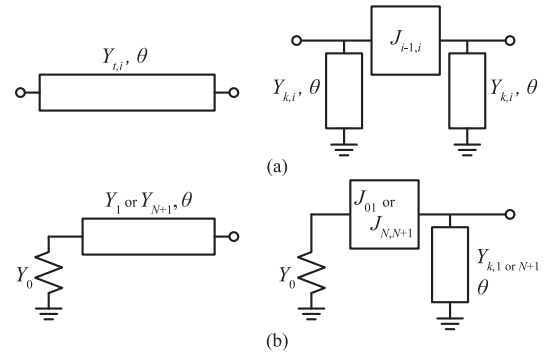 Y_{t,i}, θ
J_{i-1,i}
Y_{k,i}, θ
Y_{k,i}, θ
(a)
Y_1 or Y_{N+1}, θ
Y_0
J_{01} or
J_{N,N+1}
Y_0
Y_{k,1 or N+1}
θ
(b)